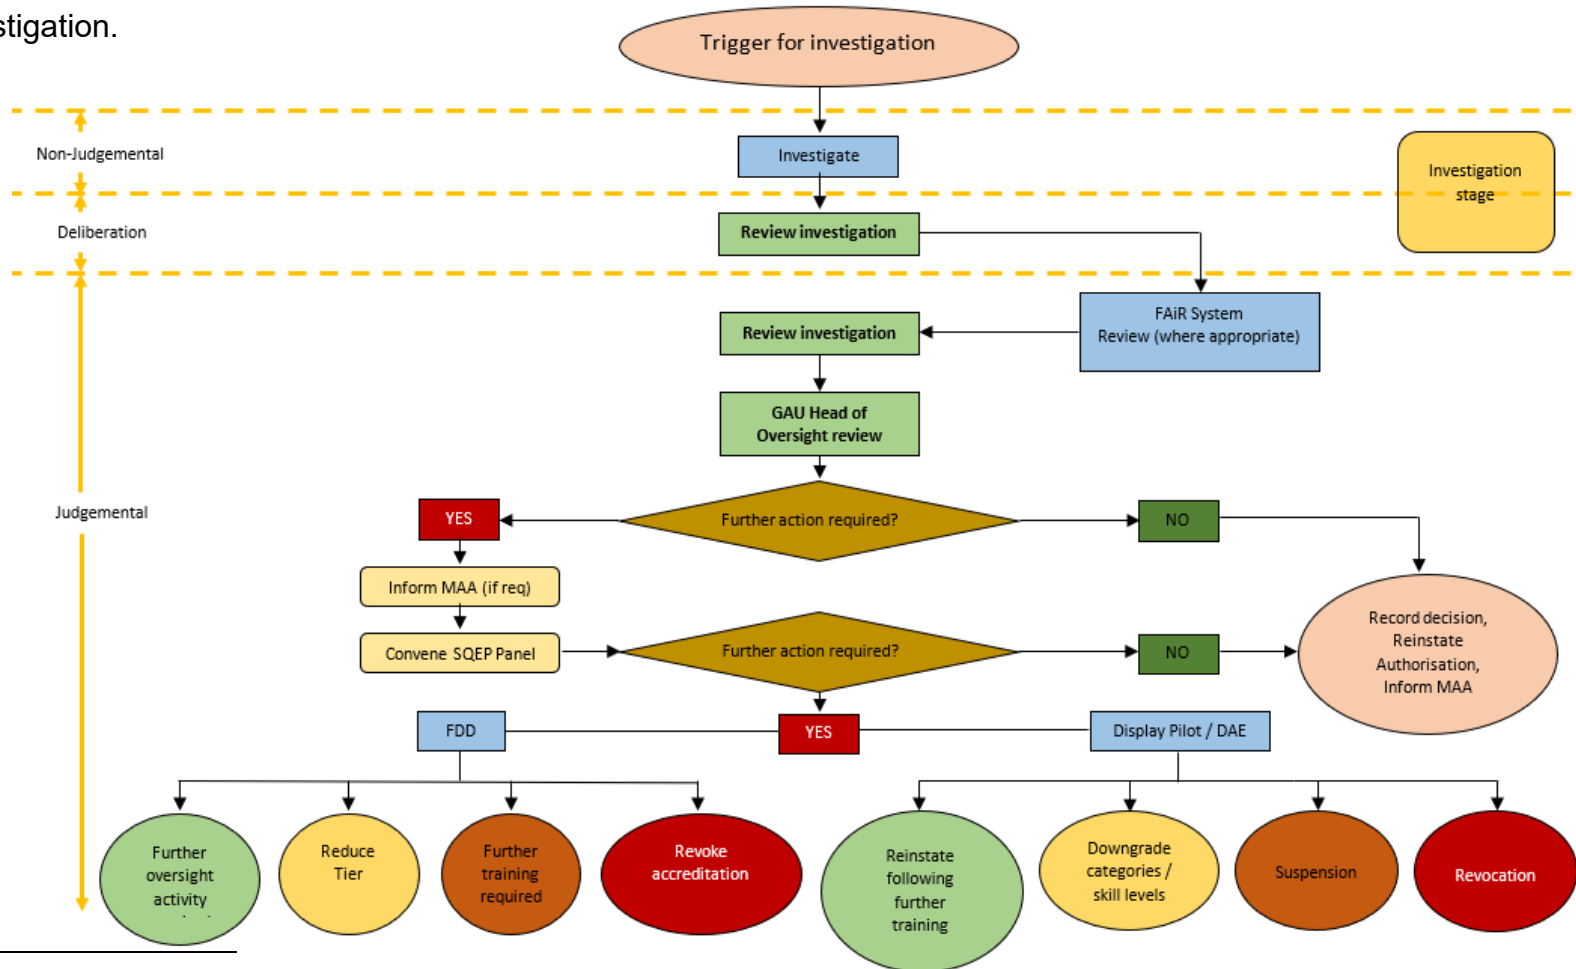 stigation.
Trigger for investigation
Non-Judgemental
Investigate
Investigation
stage
Deliberation
Review investigation
FAiR System
Review (where appropriate)
Review investigation
GAU Head of
Oversight review
Judgemental
YES
Further action required?
NO
Inform MAA (if req)
Convene SQEP Panel
Further action required?
NO
Record decision,
Reinstate
Authorisation,
Inform MAA
FDD
YES
Display Pilot / DAE
Further
oversight
activity
Reduce
Tier
Further
training
required
Revoke
accreditation
Reinstate
following
further
training
Downgrade
categories /
skill levels
Suspension
Revocation